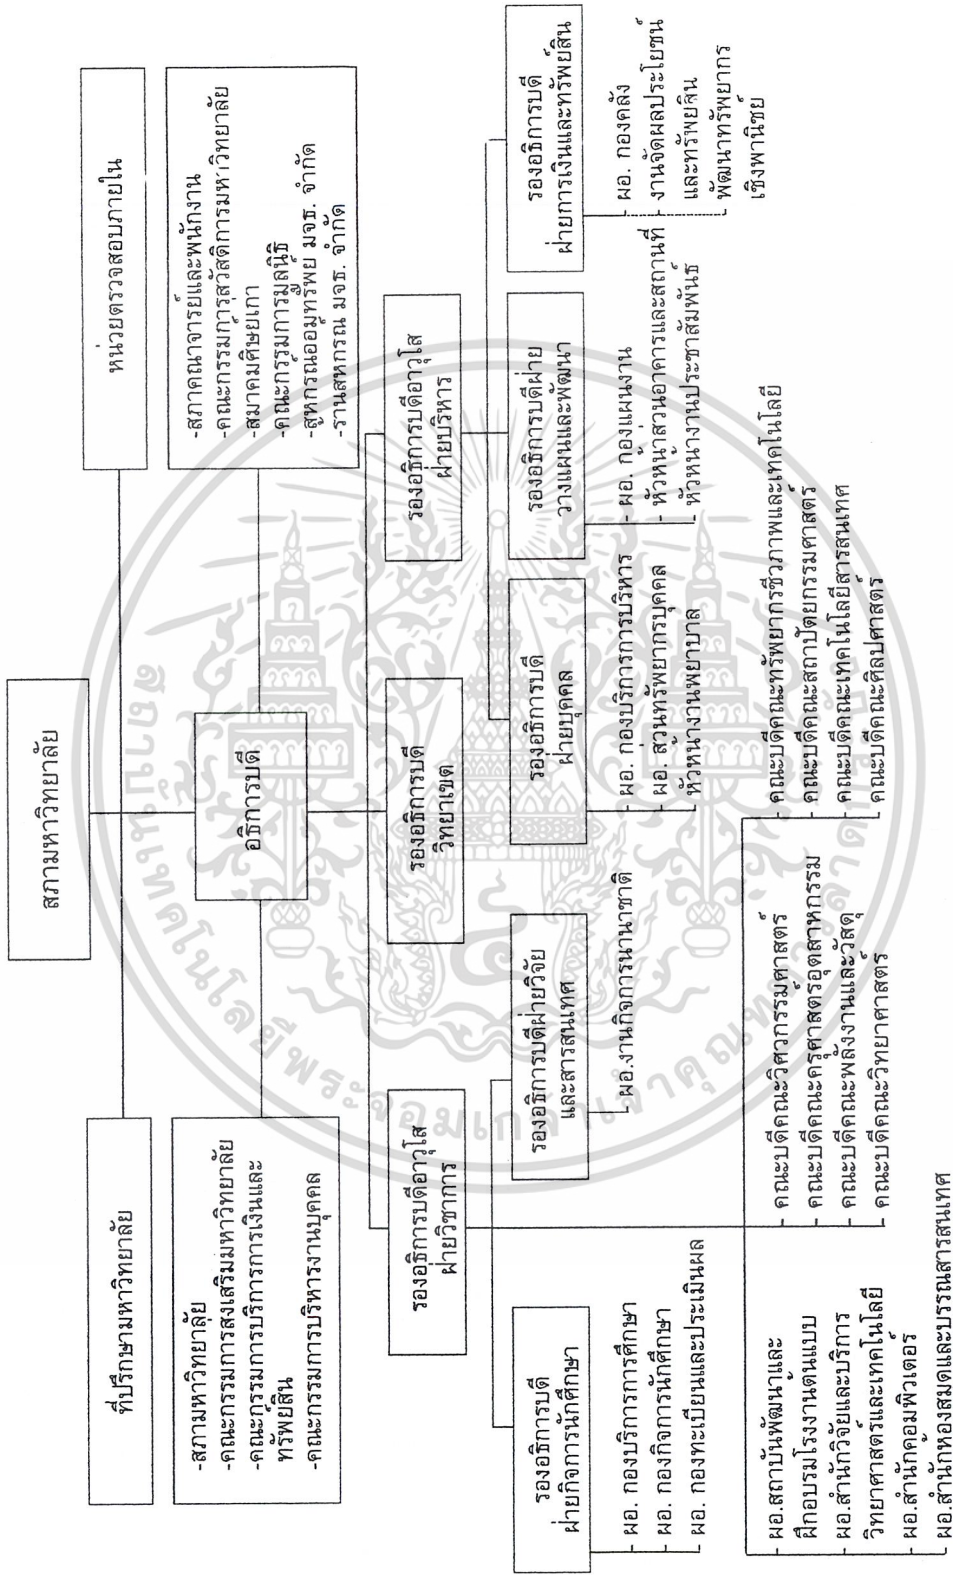 สภามหาวิทยาลัย
ที่ปรึกษามหาวิทยาลัย
หน่วยตรวจสอบภายใน
-สภามหาวิทยาลัย
-คณะกรรมการส่งเสริมมหาวิทยาลัย
-คณะกรรมการบริการการเงินและ
ทรัพย์สิน
-คณะกรรมการบริหารงานบุคคล
อธิการบดี
-สภาคณาจารย์และพนักงาน
-คณะกรรมการสวัสดิการมหาวิทยาลัย
-สมาคมศิษย์เก่า
-คณะกรรมการมูลนิธิ
-สหกรณ์ออมทรัพย์ มจธ. จำกัด
-ร้านสหกรณ์ มจธ. จำกัด
รองอธิการบดีอาวุโส
ฝ่ายวิชาการ
รองอธิการบดี
วิทยาเขต
รองอธิการบดีอาวุโส
ฝ่ายบริหาร
รองอธิการบดี
ฝ่ายกิจการนักศึกษา
ผอ. กองบริการการศึกษา
ผอ. กองกิจการนักศึกษา
ผอ. กองทะเบียนและประเมินผล
รองอธิการบดีฝ่ายวิจัย
และสารสนเทศ
ผอ.งานกิจการนานาชาติ
รองอธิการบดี
ฝ่ายบุคคล
ผอ. กองบริการการบริหาร
ผอ. ส่วนทรัพยากรบุคคล
หัวหน้างานพยาบาล
รองอธิการบดีฝ่าย
วางแผนและพัฒนา
ผอ. กองแผนงาน
หัวหน้าส่วนอาคารและสถานที่
หัวหน้างานประชาสัมพันธ์
รองอธิการบดี
ฝ่ายการเงินและทรัพย์สิน
ผอ. กองคลัง
งานจัดผลประโยชน์
และทรัพย์สิน
พัฒนาทรัพยากร
เชิงพานิชย์
ผอ.สถาบันพัฒนาและ
ฝึกอบรมโรงงานต้นแบบ
ผอ.สำนักวิจัยและบริการ
วิทยาศาสตร์และเทคโนโลยี
ผอ.สำนักคอมพิวเตอร์
ผอ.สำนักหอสมุดและบรรณสารสนเทศ
คณะบดีคณะวิศวกรรมศาสตร์
คณะบดีคณะครุศาสตร์อุตสาหกรรม
คณะบดีคณะพลังงานและวัสดุ
คณะบดีคณะวิทยาศาสตร์
คณะบดีคณะทรัพยากรชีวภาพและเทคโนโลยี
คณะบดีคณะสถาปัตยกรรมศาสตร์
คณะบดีคณะเทคโนโลยีสารสนเทศ
คณะบดีคณะศิลปศาสตร์
สถาบันเทคโนโลยีพระจอมเกล้าเจ้าคุณทหารลาดกระบัง